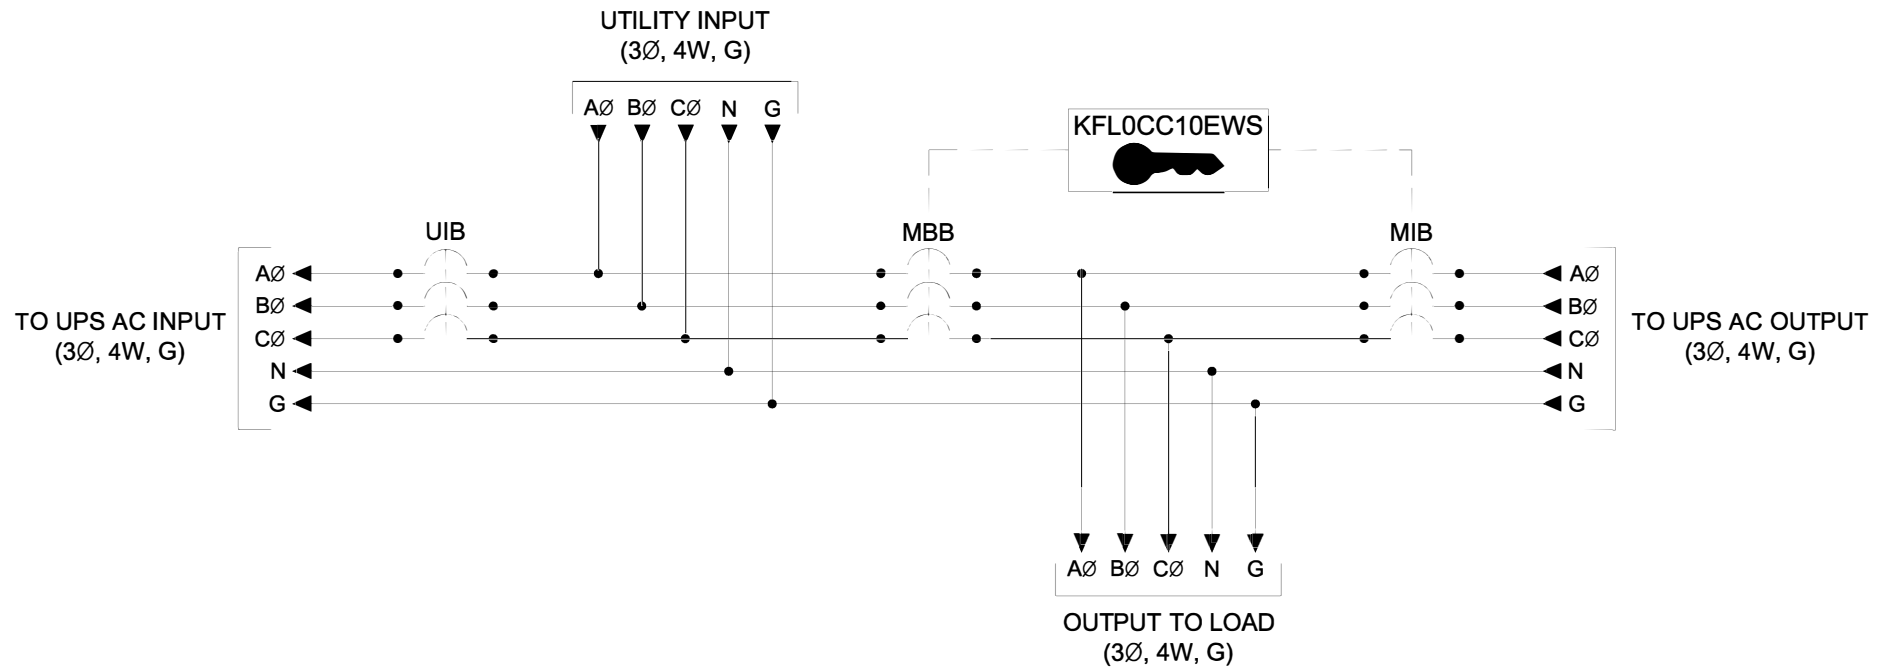 UTILITY INPUT
(3Ø, 4W, G)
AØ BØ CØ N G
KFL0CC10EWS
UIB
MBB
MIB
TO UPS AC INPUT
(3Ø, 4W, G)
AØ
BØ
CØ
N
G
AØ
BØ
CØ
N
G
TO UPS AC OUTPUT
(3Ø, 4W, G)
AØ BØ CØ N G
OUTPUT TO LOAD
(3Ø, 4W, G)